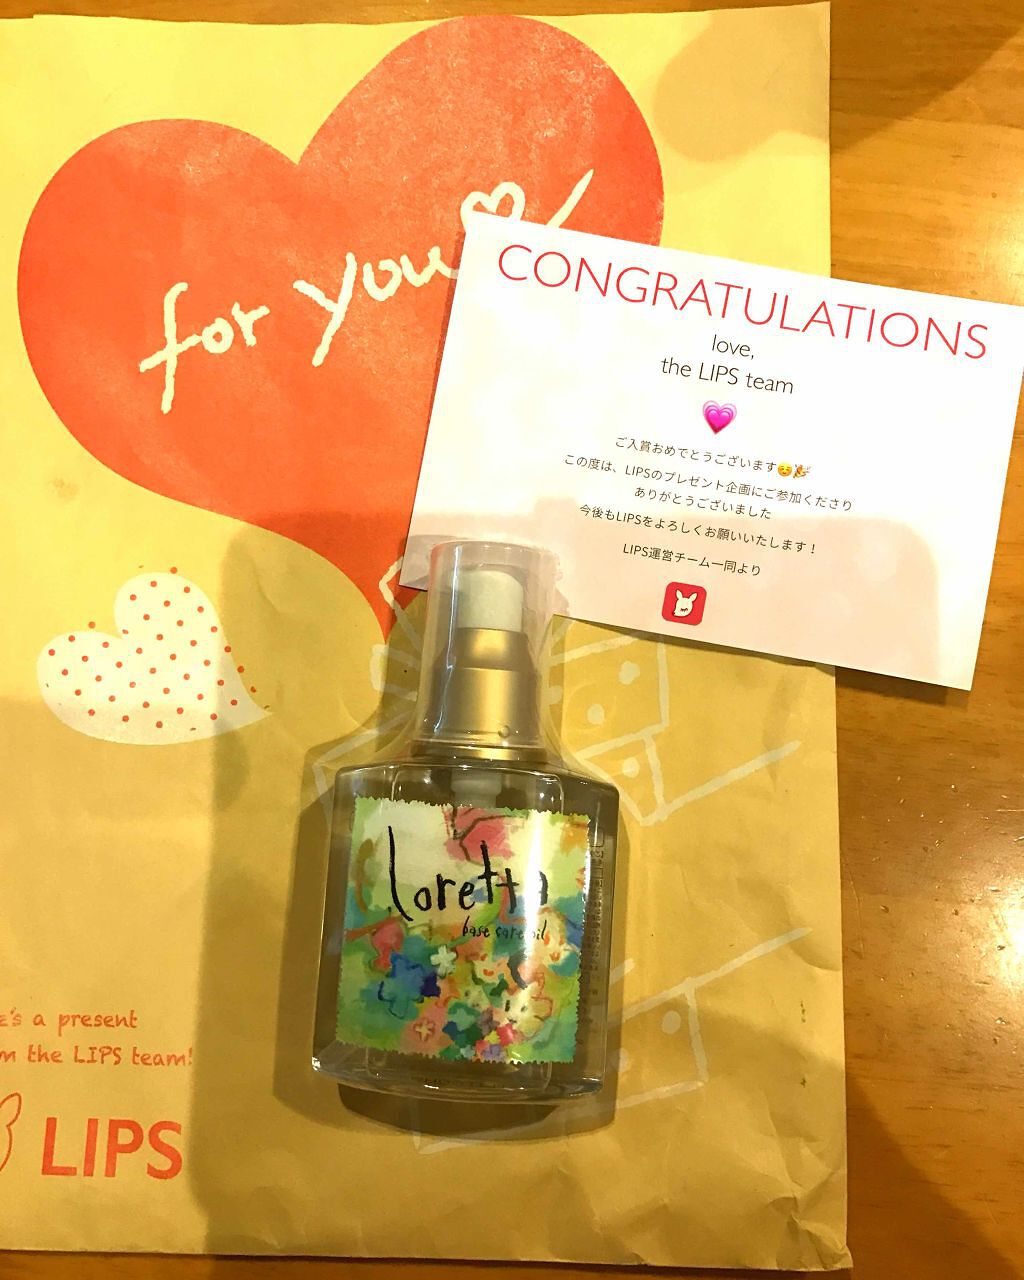 for you
CONGRATULATIONS
love,
the LIPS team
ご入賞おめでとうございます☺️🎉
この度は、LIPSのプレゼント企画にご参加くださり
ありがとうございました
今後もLIPSをよろしくお願いいたします！
LIPS運営チーム一同より
loretta
base care oil
's a present
the LIPS team!
LIPS